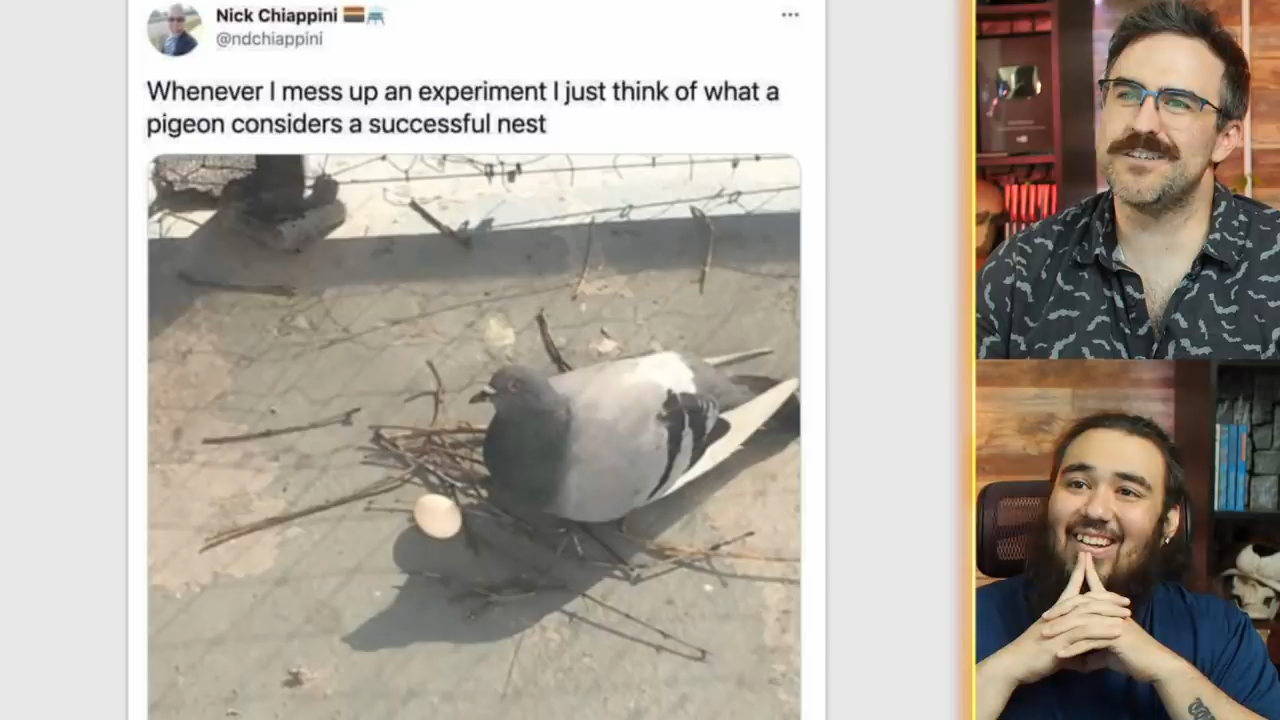 Nick Chiappini
@ndchiappini
Whenever I mess up an experiment I just think of what a
pigeon considers a successful nest